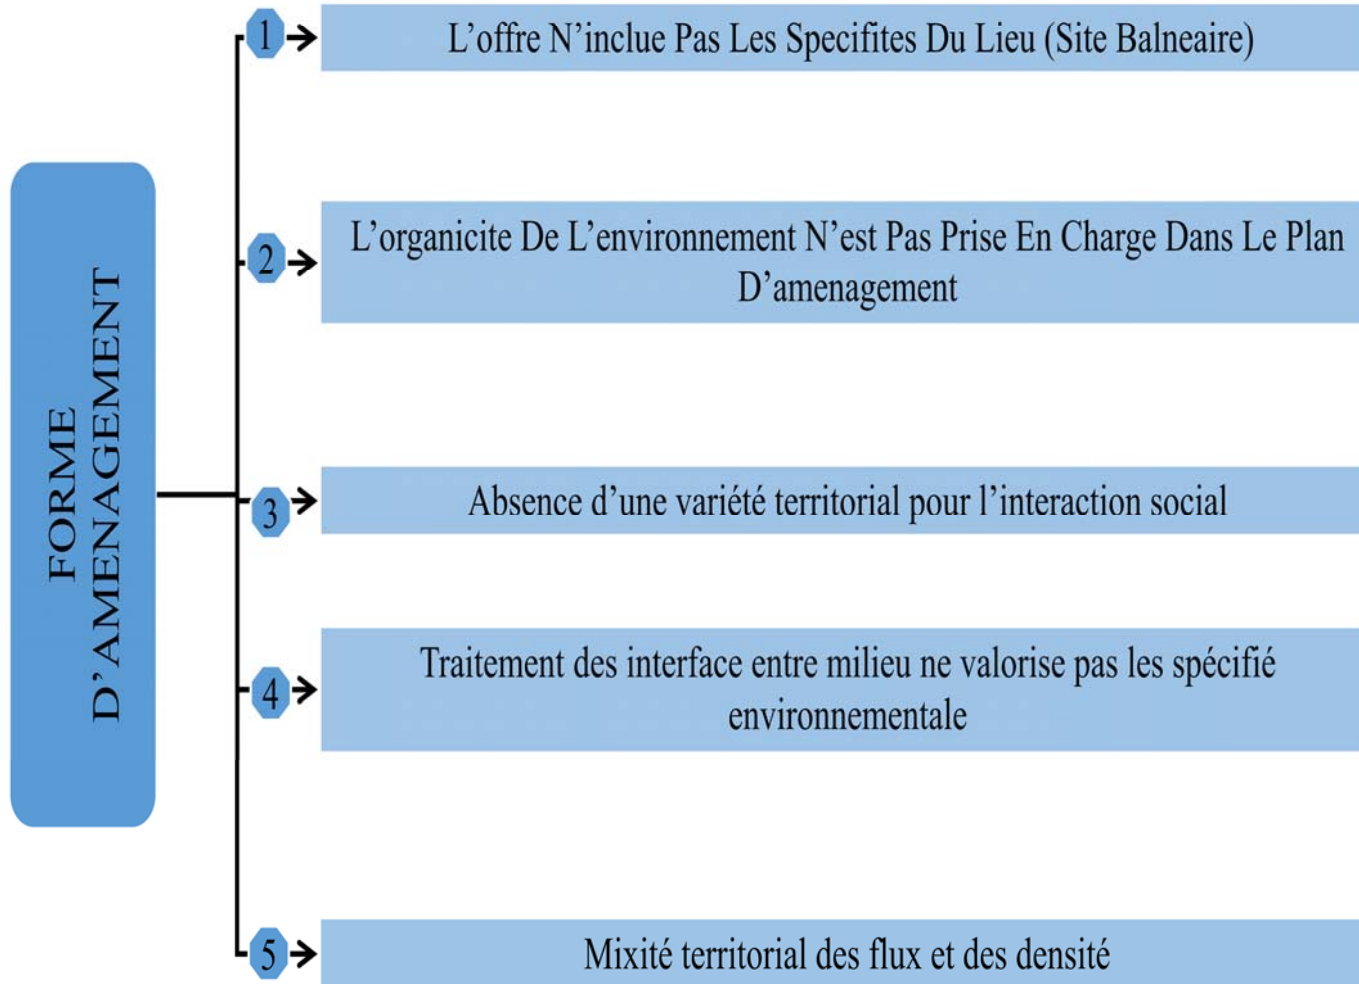 FORME
D'AMENAGEMENT
1
L'offre N'inclue Pas Les Specifites Du Lieu (Site Balneaire)
2
L'organicite De L'environnement N'est Pas Prise En Charge Dans Le Plan
D'amenagement
3
Absence d'une variété territorial pour l'interaction social
4
Traitement des interface entre milieu ne valorise pas les spécifié
environnementale
5
Mixité territorial des flux et des densité